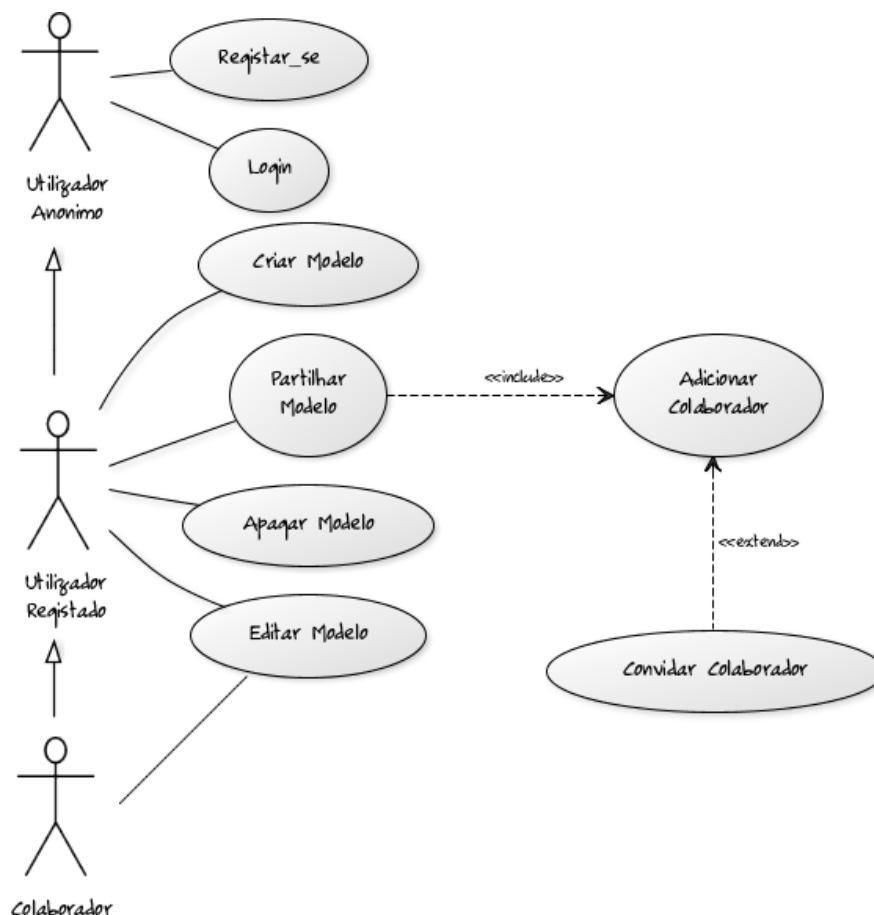 Registar_se
Login
Utilizador
Anonimo
Criar Modelo
Partilhar
Modelo
<<include>>
Adicionar
Colaborador
Apagar Modelo
<<extend>>
Utilizador
Registado
Editar Modelo
Convidar Colaborador
Colaborador